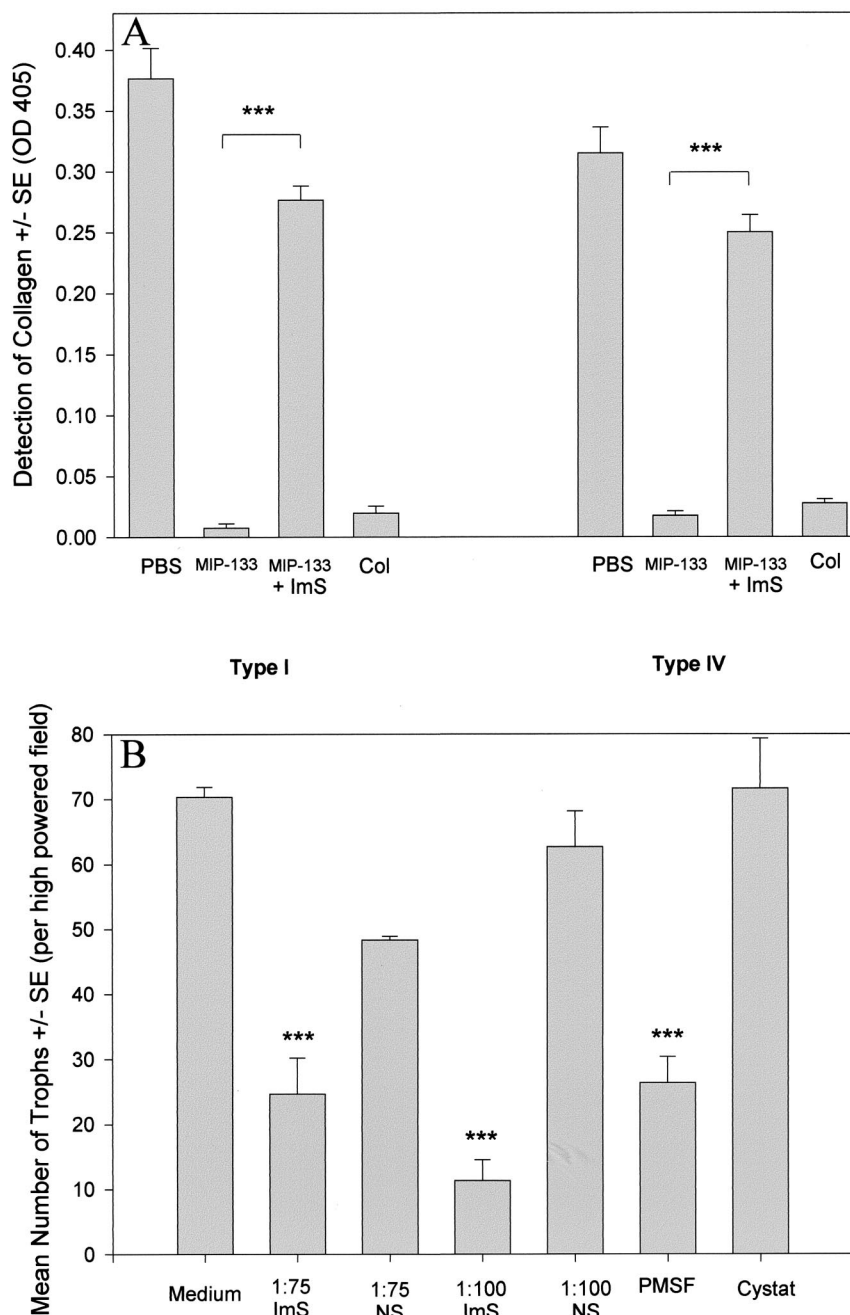 A
Detection of Collagen +/- SE (OD 405)
0.40
0.35
0.30
0.25
0.20
0.15
0.10
0.05
0.00
***
***
PBS MIP-133 MIP-133 Col PBS MIP-133 MIP-133 Col
+ ImS + ImS
Type I Type IV
B
Mean Number of Trophs +/- SE (per high powered field)
80
70
60
50
40
30
20
10
0
***
***
***
Medium 1:75 1:75 1:100 1:100 PMSF Cystat
ImS NS ImS NS